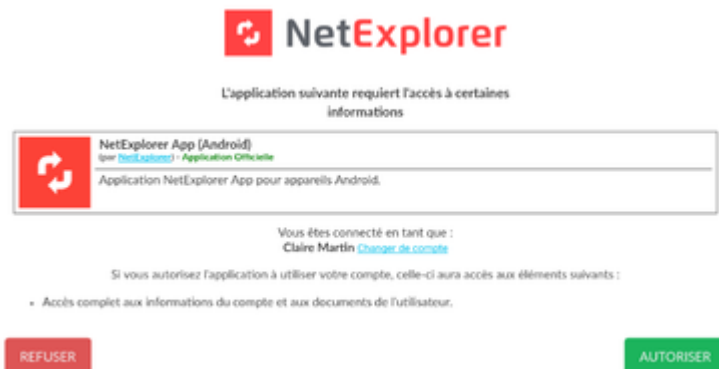 NetExplorer
L'application suivante requiert l'accès à certaines
informations
NetExplorer App (Android)
(par NetExplorer) - Application Officielle
Application NetExplorer App pour appareils Android.
Vous êtes connecté en tant que :
Claire Martin Changer de compte
Si vous autorisez l'application à utiliser votre compte, celle-ci aura accès aux éléments suivants :
• Accès complet aux informations du compte et aux documents de l'utilisateur.
REFUSER
AUTORISER